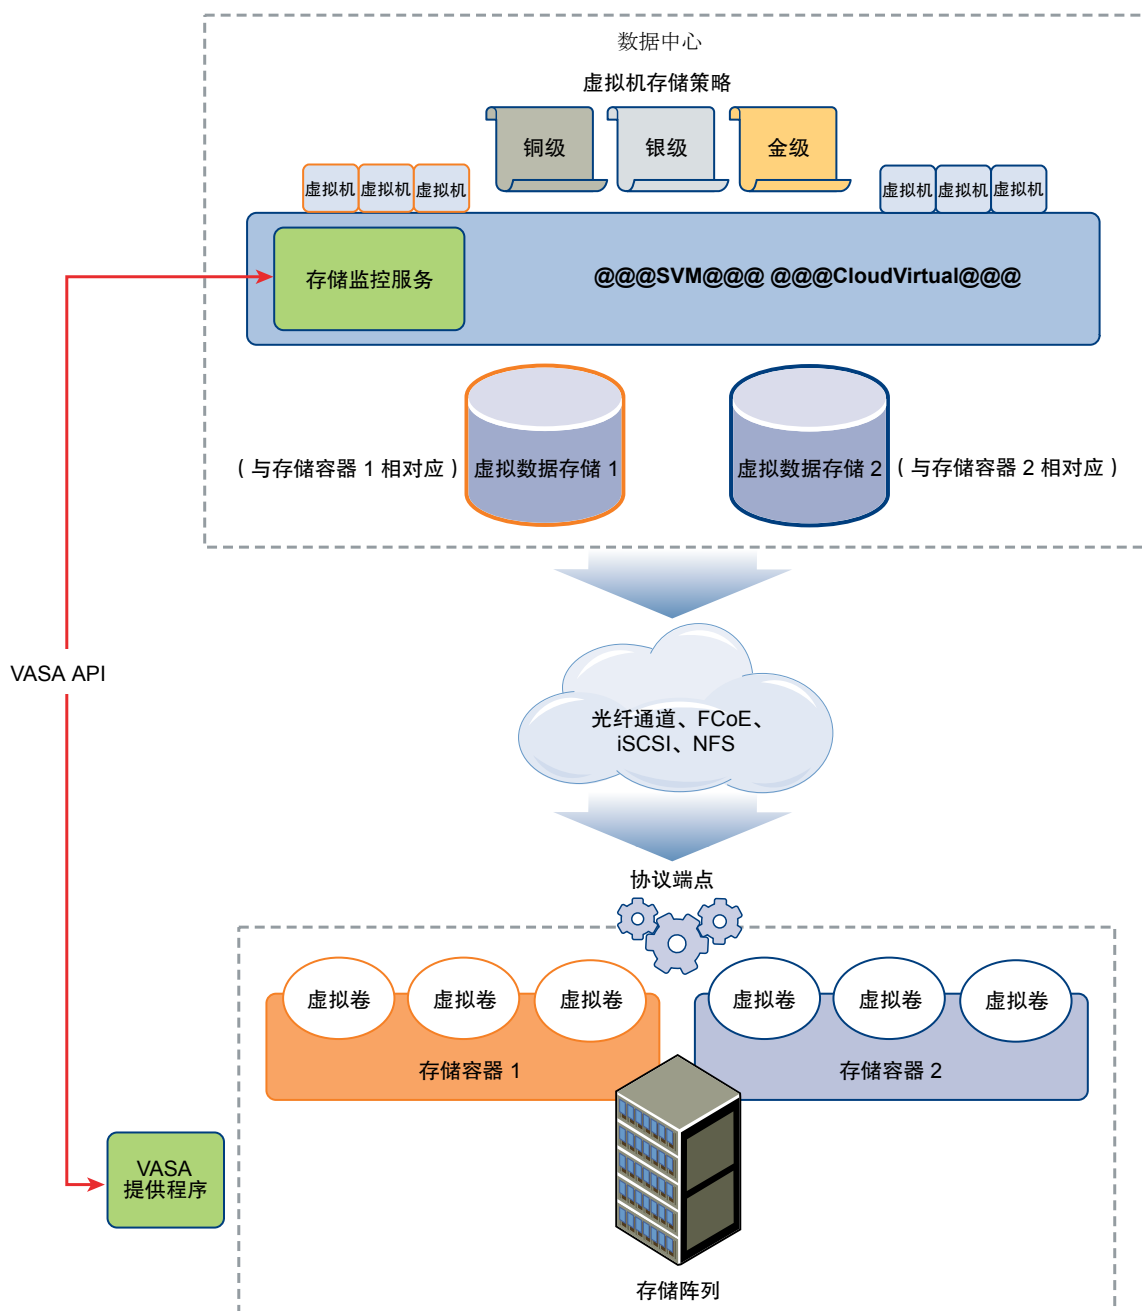 数据中心
虚拟机存储策略
铜级
银级
金级
虚拟机
虚拟机
虚拟机
虚拟机
虚拟机
虚拟机
存储监控服务
@@@SVM@@@ @@@CloudVirtual@@@
（与存储容器 1 相对应）
虚拟数据存储 1
虚拟数据存储 2
（与存储容器 2 相对应）
VASA API
光纤通道、FCoE、
iSCSI、NFS
协议端点
虚拟卷
虚拟卷
虚拟卷
虚拟卷
虚拟卷
虚拟卷
存储容器 1
存储容器 2
VASA
提供程序
存储阵列